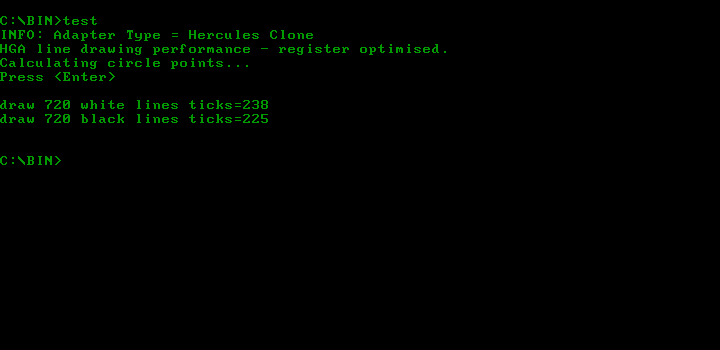 C:\BIN>test
INFO: Adapter Type = Hercules Clone
HGA line drawing performance - register optimised.
Calculating circle points...
Press <Enter>
draw 720 white lines ticks=238
draw 720 black lines ticks=225
C:\BIN>